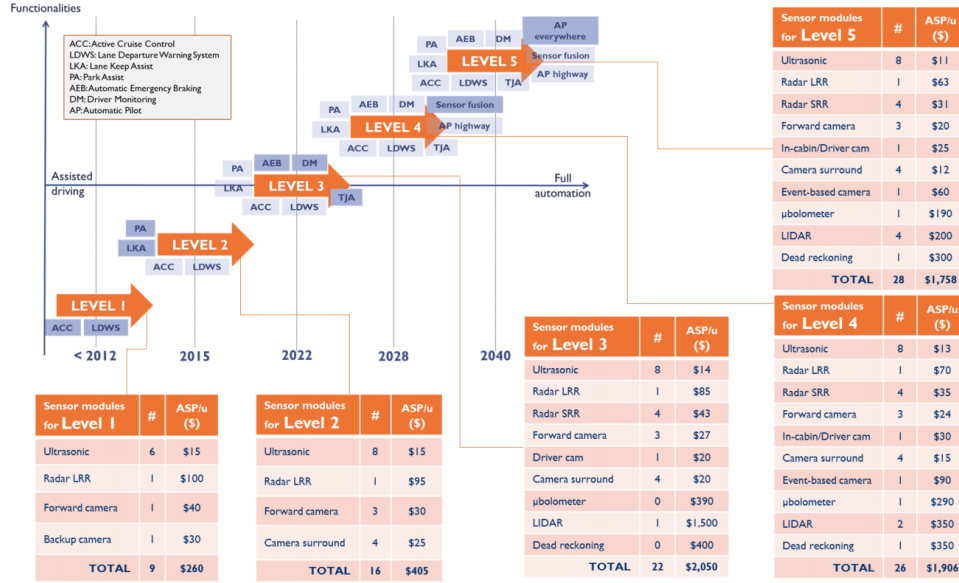 Functionalities
ACC: Active Cruise Control
LDWS: Lane Departure Warning System
LKA: Lane Keep Assist
PA: Park Assist
AEB: Automatic Emergency Braking
DM: Driver Monitoring
AP: Automatic Pilot
AP everywhere
PA AEB DM
Sensor fusion
LKA LEVEL 5
AP highway
ACC LDWS TJA
PA AEB DM Sensor fusion
LKA LEVEL 4 AP highway
ACC LDWS TJA
Assisted driving
Full automation
PA AEB DM
LKA LEVEL 3 TJA
ACC LDWS
PA
LKA LEVEL 2
ACC LDWS
LEVEL 1
ACC LDWS
< 2012 2015 2022 2028 2040
Sensor modules for Level 1 # ASP/u ($)
Ultrasonic 6 $15
Radar LRR 1 $100
Forward camera 1 $40
Backup camera 1 $30
TOTAL 9 $260
Sensor modules for Level 2 # ASP/u ($)
Ultrasonic 8 $15
Radar LRR 1 $95
Forward camera 3 $30
Camera surround 4 $25
TOTAL 16 $405
Sensor modules for Level 3 # ASP/u ($)
Ultrasonic 8 $14
Radar LRR 1 $85
Radar SRR 4 $43
Forward camera 3 $27
Driver cam 1 $20
Camera surround 4 $20
µbolometer 0 $390
LIDAR 1 $1,500
Dead reckoning 0 $400
TOTAL 22 $2,050
Sensor modules for Level 5 # ASP/u ($)
Ultrasonic 8 $11
Radar LRR 1 $63
Radar SRR 4 $31
Forward camera 3 $20
In-cabin/Driver cam 1 $25
Camera surround 4 $12
Event-based camera 1 $60
µbolometer 1 $190
LIDAR 4 $200
Dead reckoning 1 $300
TOTAL 28 $1,758
Sensor modules for Level 4 # ASP/u ($)
Ultrasonic 8 $13
Radar LRR 1 $70
Radar SRR 4 $35
Forward camera 3 $24
In-cabin/Driver cam 1 $30
Camera surround 4 $15
Event-based camera 1 $90
µbolometer 1 $290
LIDAR 2 $350
Dead reckoning 1 $350
TOTAL 26 $1,906